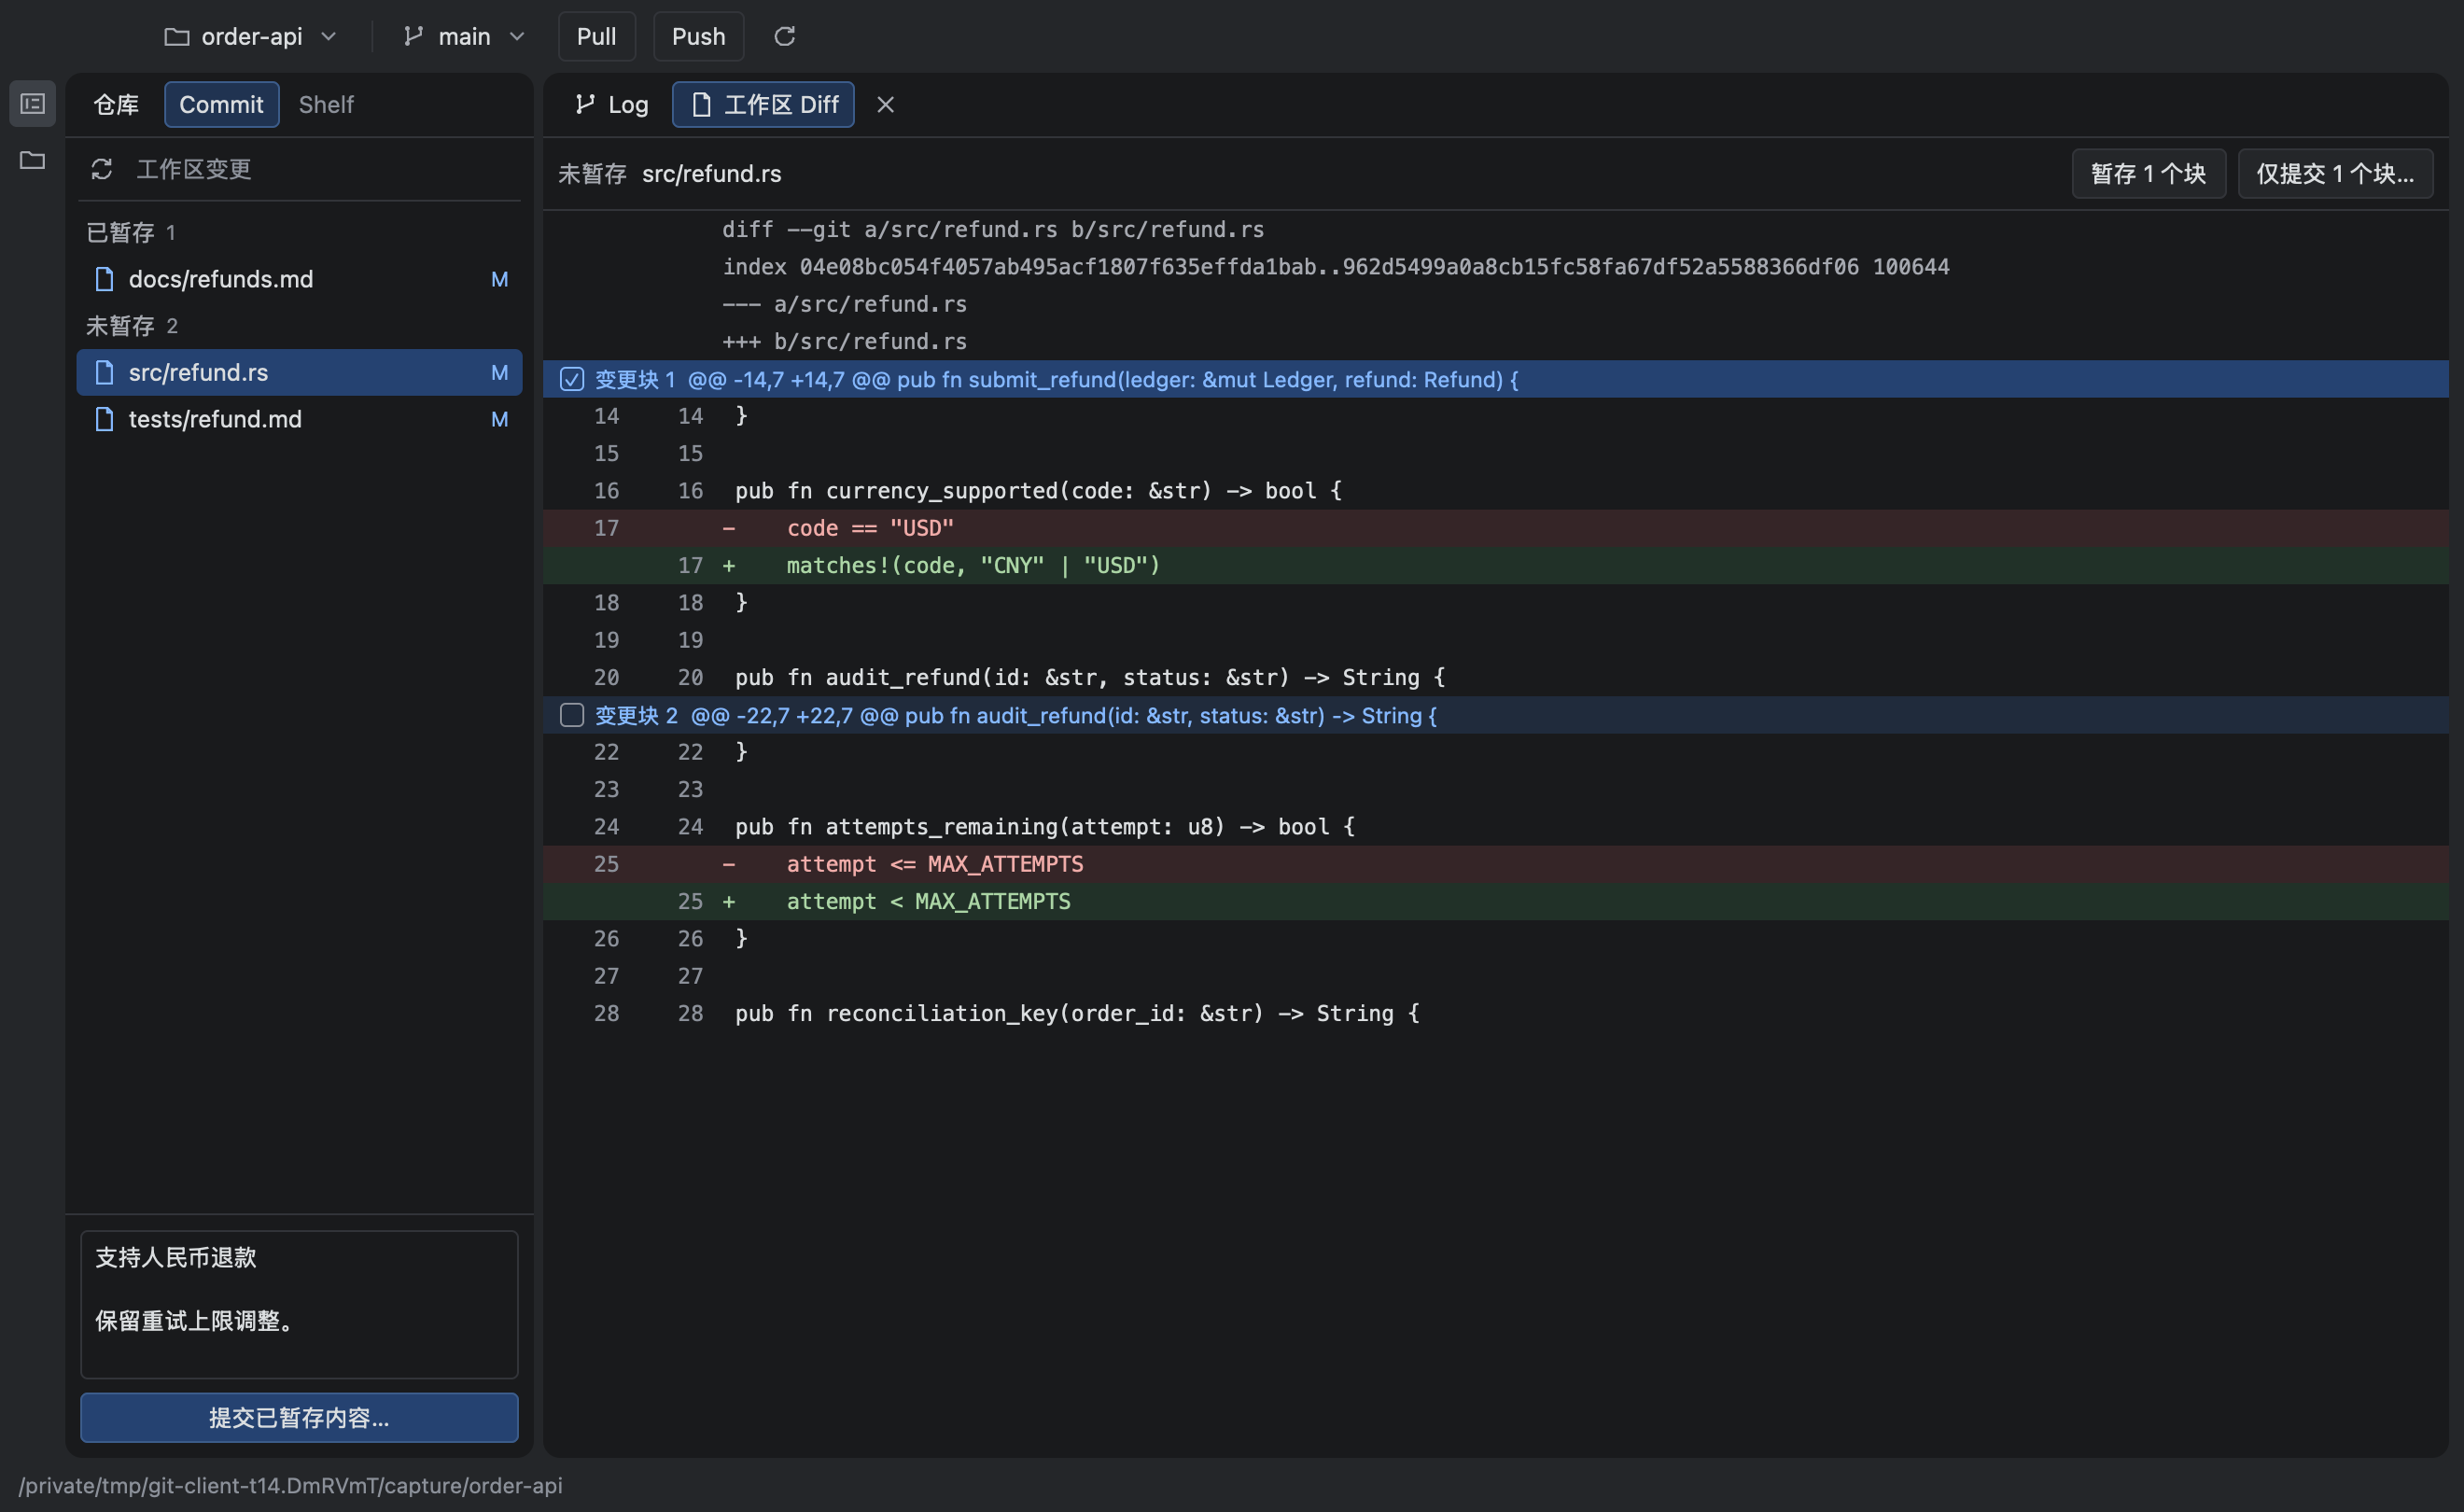 order-api main Pull Push
仓库 Commit Shelf
工作区变更
已暂存 1
docs/refunds.md M
未暂存 2
src/refund.rs M
tests/refund.md M
支持人民币退款
保留重试上限调整。
提交已暂存内容...
Log 工作区 Diff
未暂存 src/refund.rs 暂存 1 个块 仅提交 1 个块...
diff --git a/src/refund.rs b/src/refund.rs
index 04e08bc054f4057ab495acf1807f635effda1bab..962d5499a0a8cb15fc58fa67df52a5588366df06 100644
--- a/src/refund.rs
+++ b/src/refund.rs
变更块 1 @@ -14,7 +14,7 @@ pub fn submit_refund(ledger: &mut Ledger, refund: Refund) {
14 14 }
15 15
16 16 pub fn currency_supported(code: &str) -> bool {
17 - code == "USD"
17 + matches!(code, "CNY" | "USD")
18 18 }
19 19
20 20 pub fn audit_refund(id: &str, status: &str) -> String {
变更块 2 @@ -22,7 +22,7 @@ pub fn audit_refund(id: &str, status: &str) -> String {
22 22 }
23 23
24 24 pub fn attempts_remaining(attempt: u8) -> bool {
25 - attempt <= MAX_ATTEMPTS
25 + attempt < MAX_ATTEMPTS
26 26 }
27 27
28 28 pub fn reconciliation_key(order_id: &str) -> String {
/private/tmp/git-client-t14.DmRVmT/capture/order-api